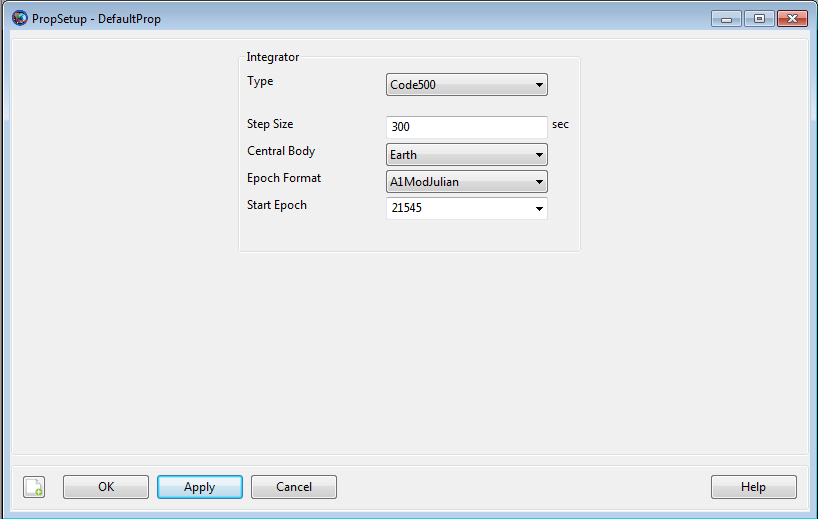 PropSetup - DefaultProp
Integrator
Type Code500
Step Size 300 sec
Central Body Earth
Epoch Format A1ModJulian
Start Epoch 21545
OK Apply Cancel Help